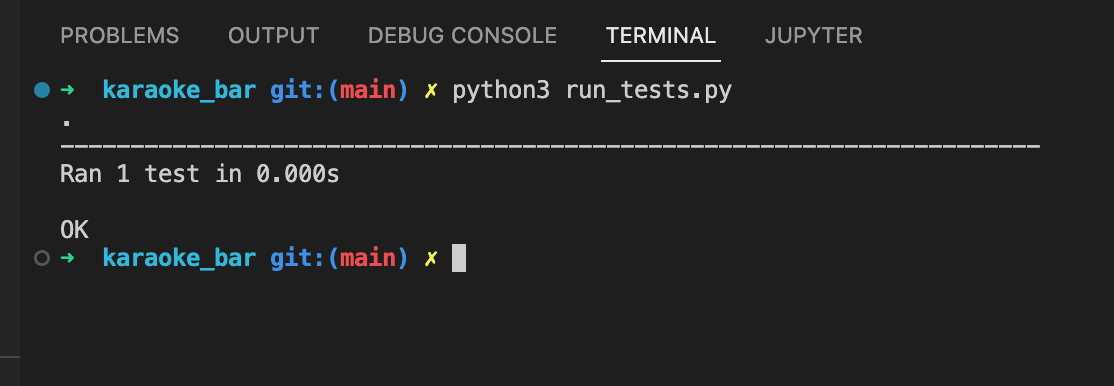 PROBLEMS OUTPUT DEBUG CONSOLE TERMINAL JUPYTER
➜ karaoke_bar git:(main) ✗ python3 run_tests.py
.
----------------------------------------------------------------------
Ran 1 test in 0.000s
OK
➜ karaoke_bar git:(main) ✗